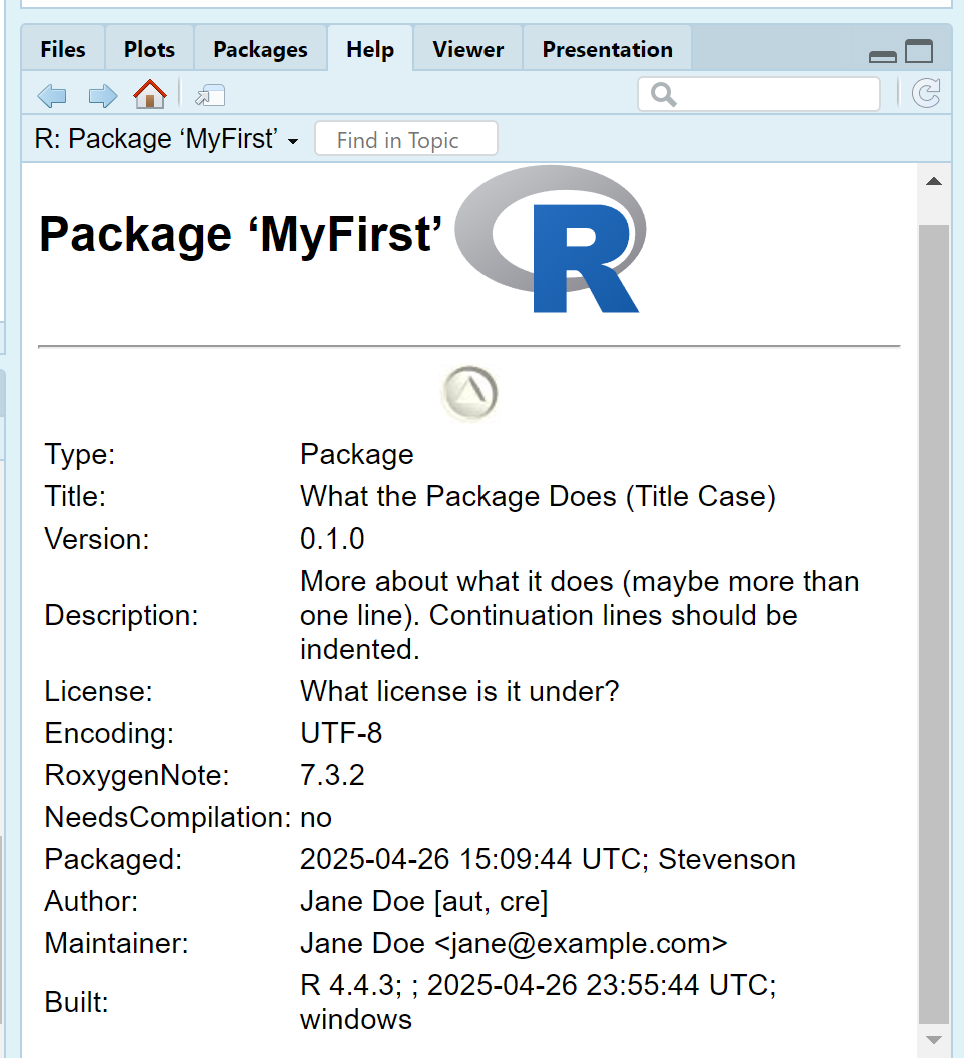 Files Plots Packages Help Viewer Presentation
R: Package ‘MyFirst’ Find in Topic
Package ‘MyFirst’ R
Type: Package
Title: What the Package Does (Title Case)
Version: 0.1.0
Description: More about what it does (maybe more than
one line). Continuation lines should be
indented.
License: What license is it under?
Encoding: UTF-8
RoxygenNote: 7.3.2
NeedsCompilation: no
Packaged: 2025-04-26 15:09:44 UTC; Stevenson
Author: Jane Doe [aut, cre]
Maintainer: Jane Doe <jane@example.com>
Built: R 4.4.3; ; 2025-04-26 23:55:44 UTC;
windows